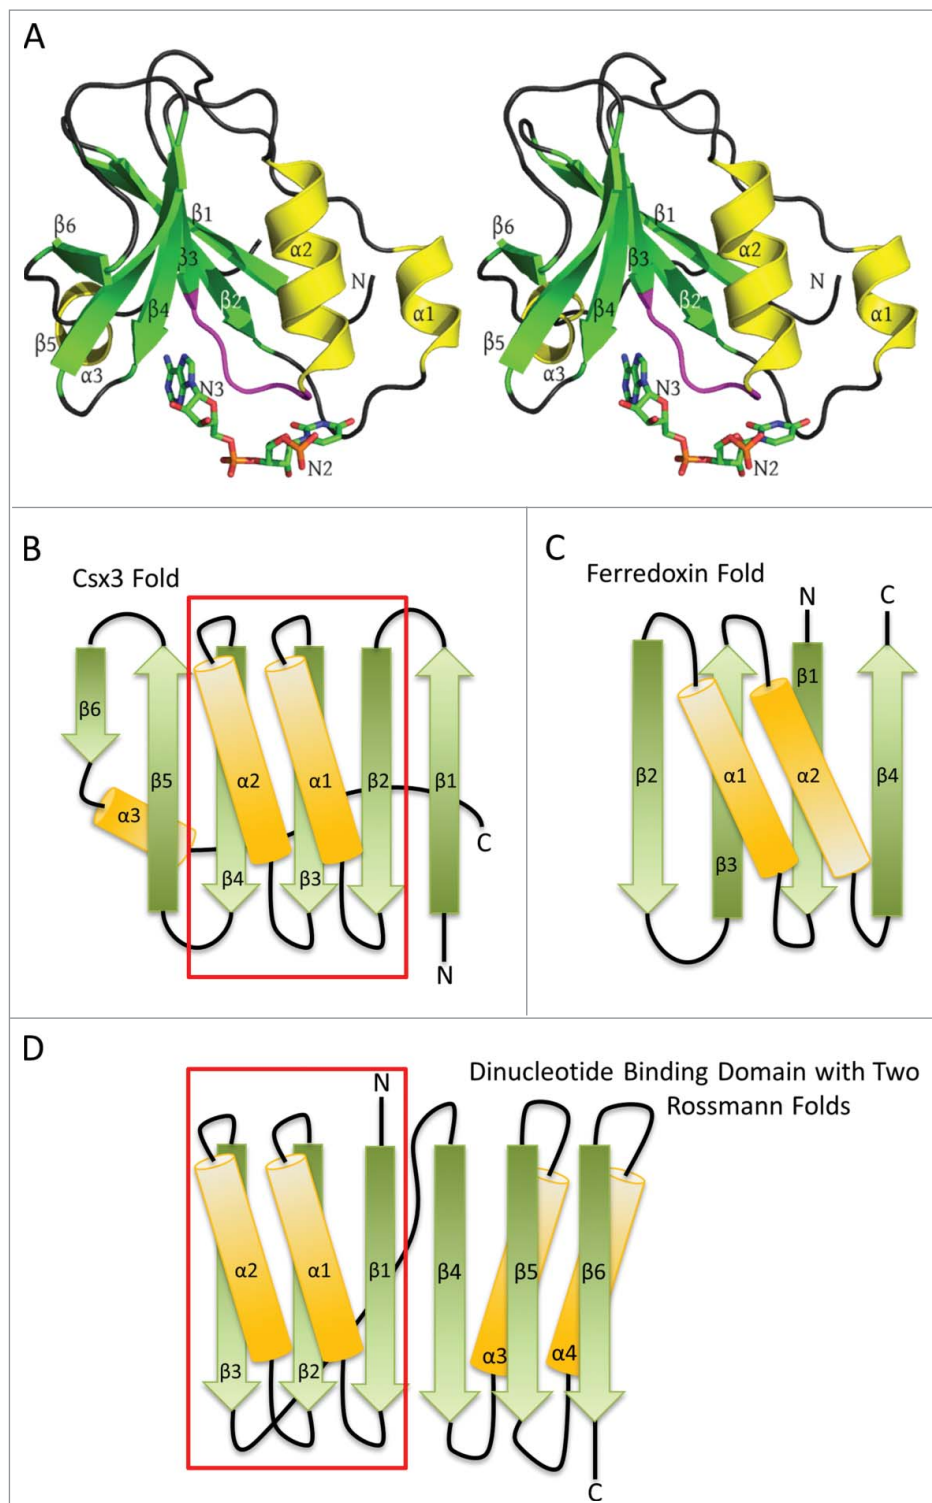 A
β6
β1
α2
N
β3
β2
β4
α1
β5
α3
N3
N2
β6
β1
α2
N
β3
β2
β4
α1
β5
α3
N3
N2
B
Csx3 Fold
β6
β5
α2
α1
β2
β1
α3
β4
β3
C
N
C
Ferredoxin Fold
N
C
β1
β2
α1
α2
β4
β3
D
Dinucleotide Binding Domain with Two
Rossmann Folds
N
α2
α1
β1
β4
β5
β6
β3
β2
α3
α4
C